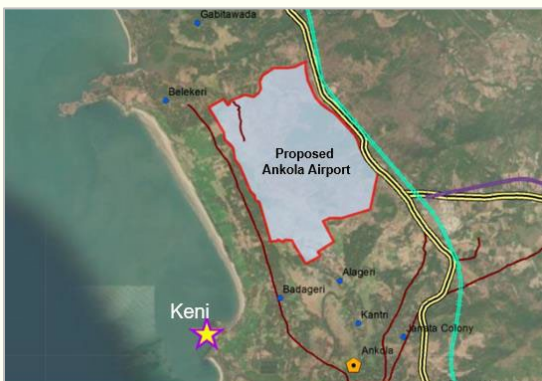 Gabitawada
Belekeri
Proposed
Ankola Airport
Alageri
Badageri
Keni
Kantri
Janata Colony
Ankola